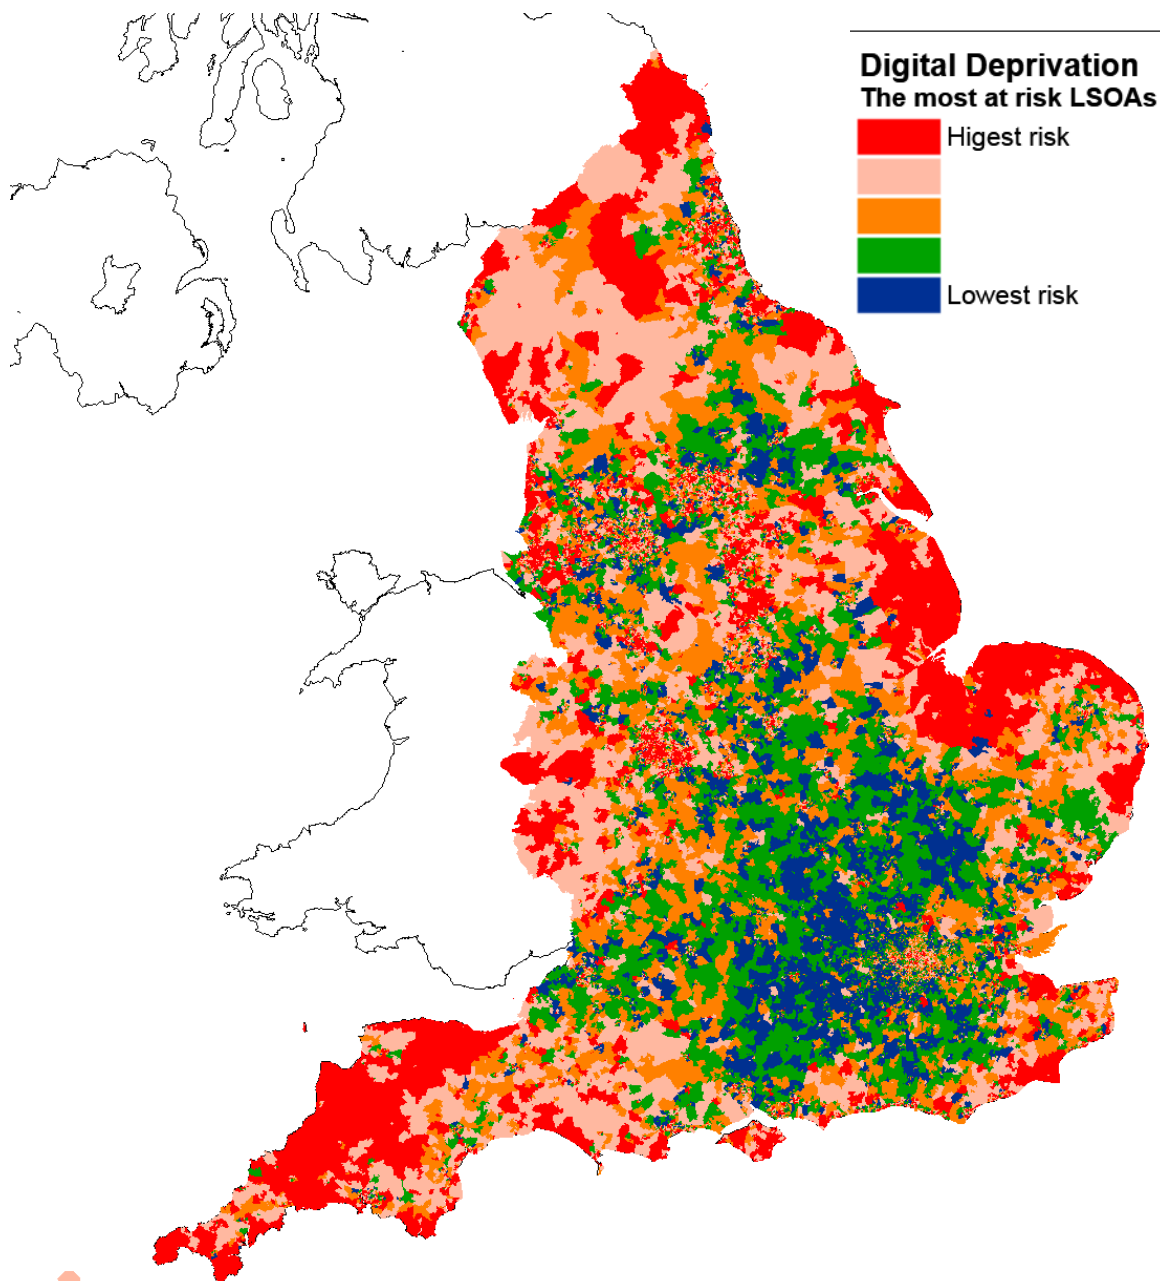 Digital Deprivation
The most at risk LSOAs
Higest risk
Lowest risk